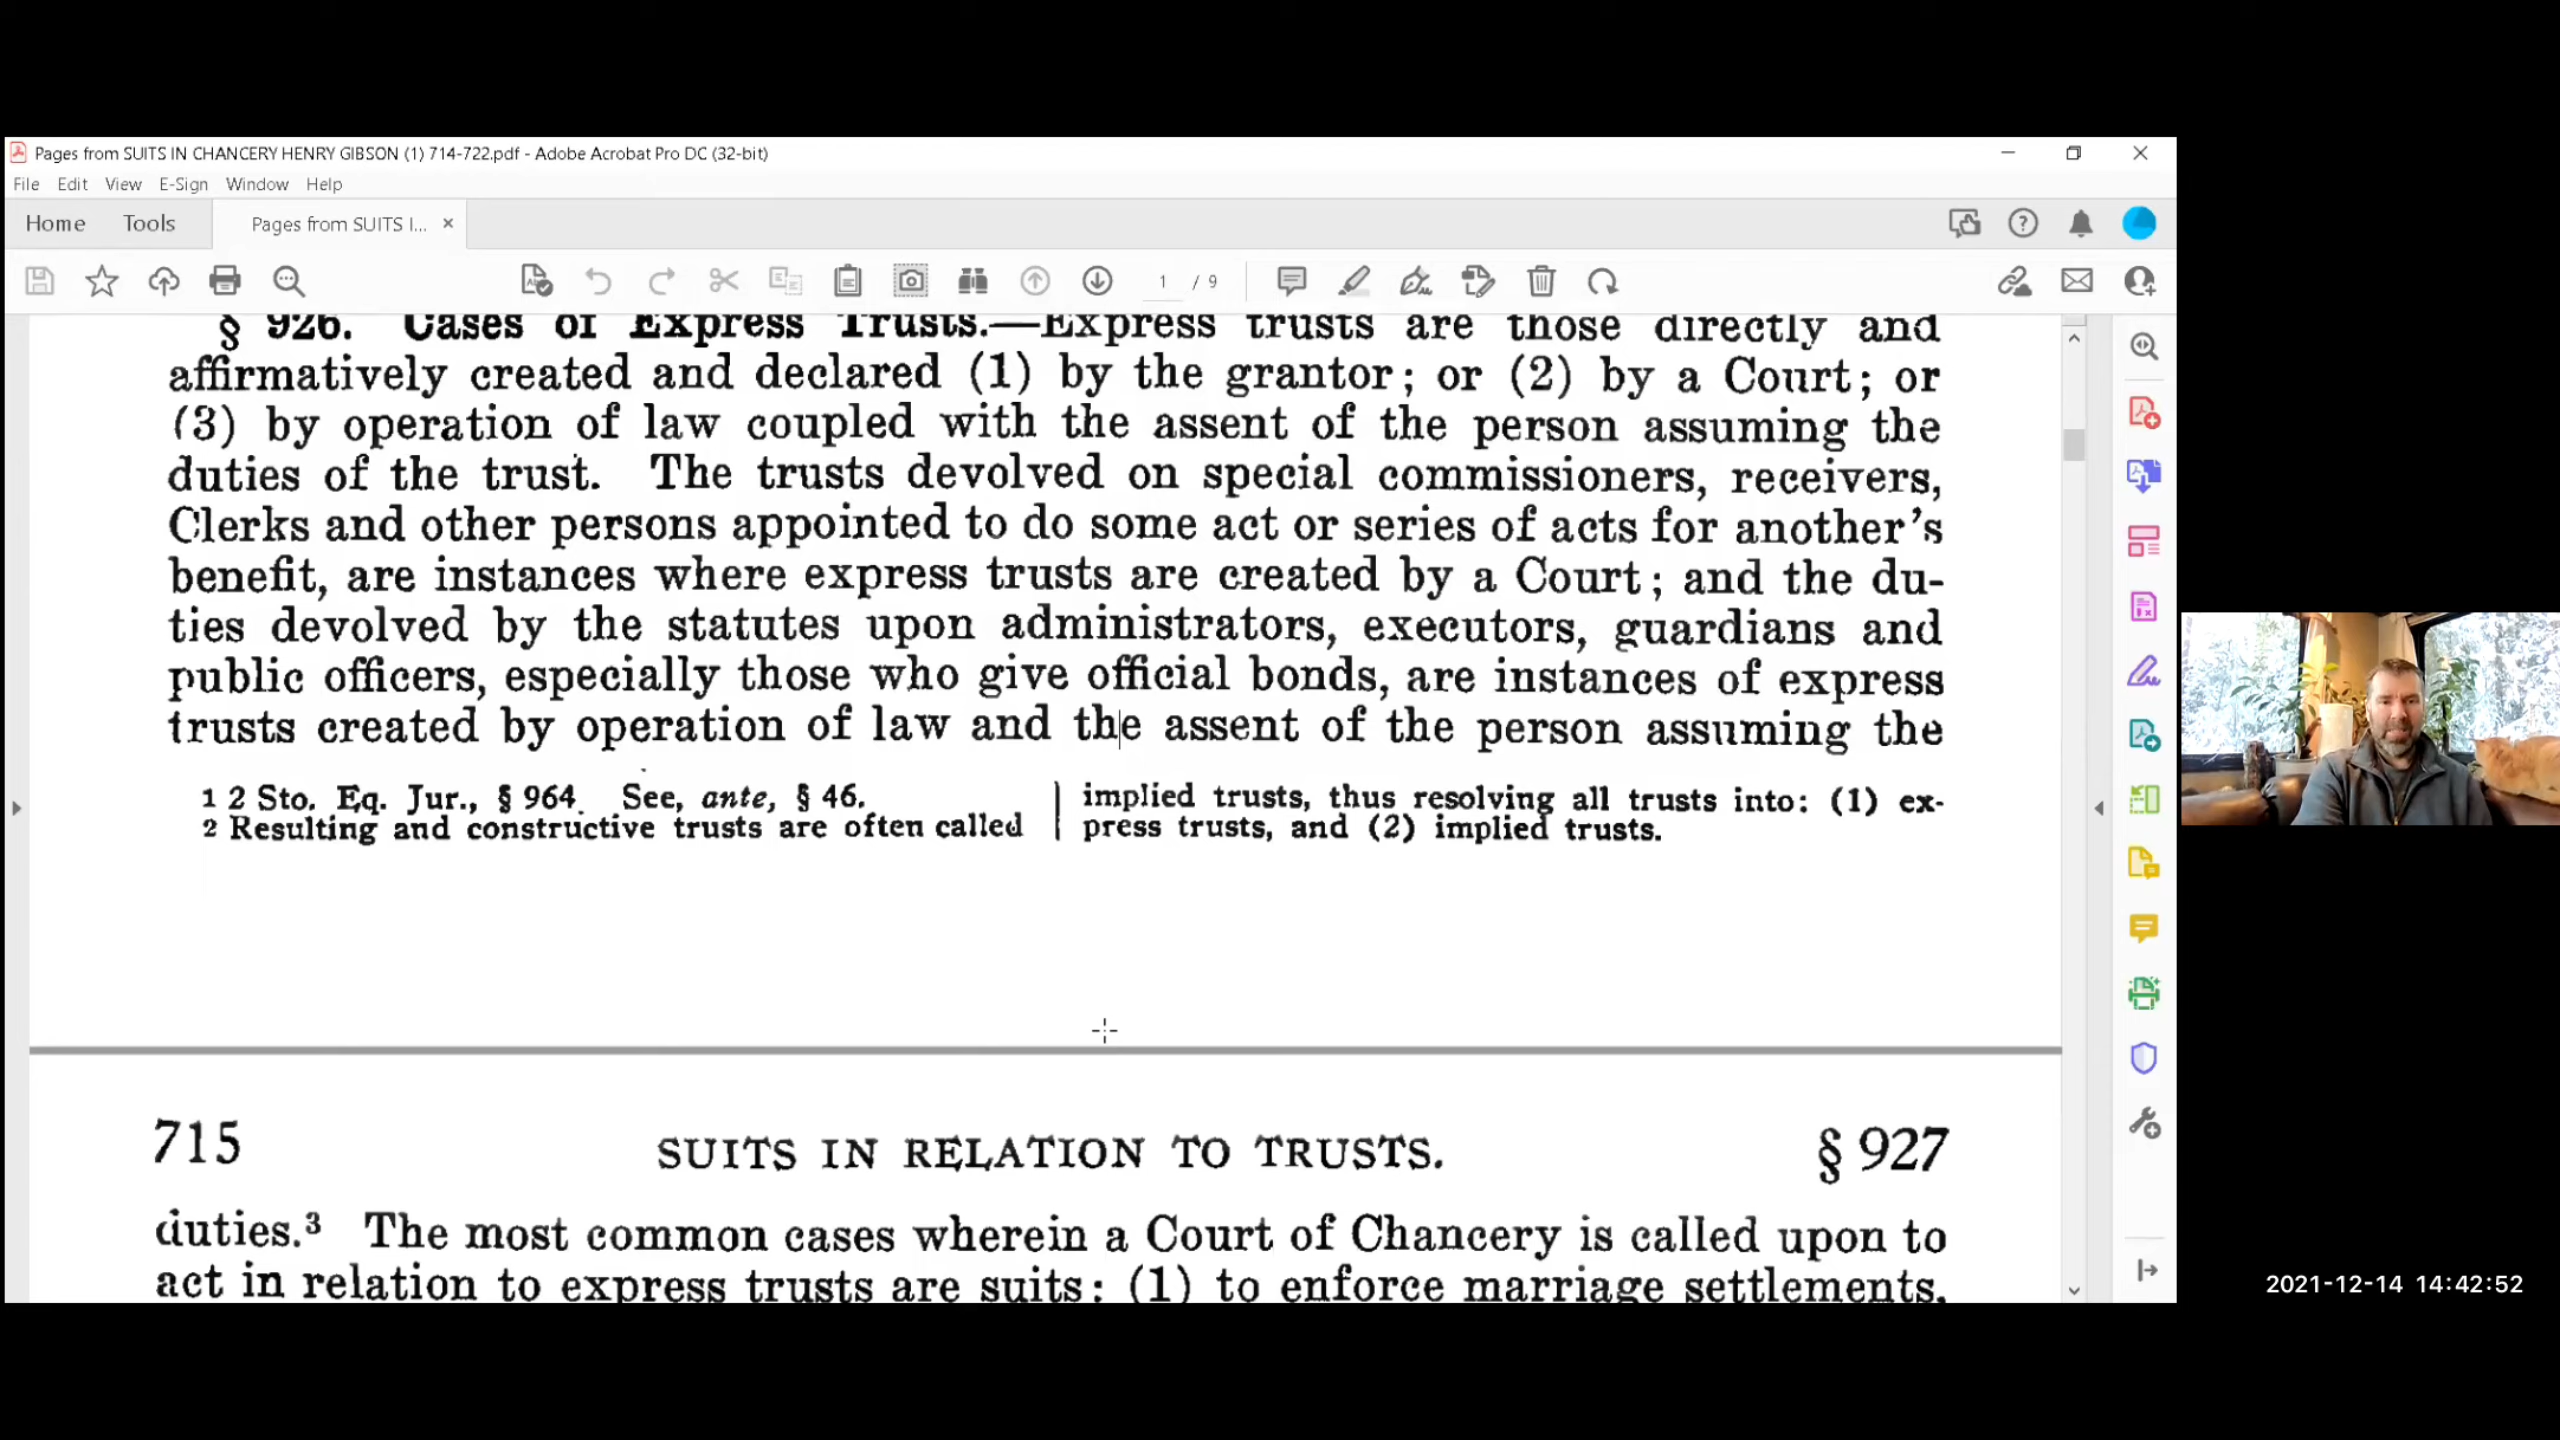 Pages from SUITS IN CHANCERY HENRY GIBSON (1) 714-722.pdf - Adobe Acrobat Pro DC (32-bit)
File Edit View E-Sign Window Help
Home Tools Pages from SUITS I... ×
1 / 9
§ 926. Cases of Express Trusts.—Express trusts are those directly and
affirmatively created and declared (1) by the grantor; or (2) by a Court; or
(3) by operation of law coupled with the assent of the person assuming the
duties of the trust. The trusts devolved on special commissioners, receivers,
Clerks and other persons appointed to do some act or series of acts for another's
benefit, are instances where express trusts are created by a Court; and the du-
ties devolved by the statutes upon administrators, executors, guardians and
public officers, especially those who give official bonds, are instances of express
trusts created by operation of law and the assent of the person assuming the
1 2 Sto. Eq. Jur., § 964. See, ante, § 46.
2 Resulting and constructive trusts are often called
implied trusts, thus resolving all trusts into: (1) ex-
press trusts, and (2) implied trusts.
715 SUITS IN RELATION TO TRUSTS. § 927
duties.³ The most common cases wherein a Court of Chancery is called upon to
act in relation to express trusts are suits: (1) to enforce marriage settlements,
2021-12-14 14:42:52